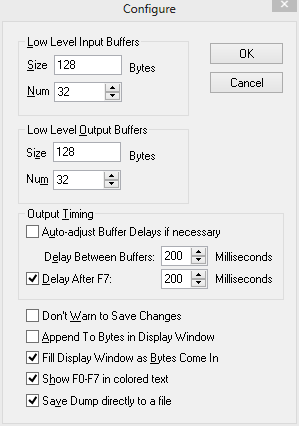 Configure
Low Level Input Buffers
Size 128 Bytes
Num 32
OK
Cancel
Low Level Output Buffers
Size 128 Bytes
Num 32
Output Timing
Auto-adjust Buffer Delays if necessary
Delay Between Buffers: 200 Milliseconds
Delay After F7: 200 Milliseconds
Don't Warn to Save Changes
Append To Bytes in Display Window
Fill Display Window as Bytes Come In
Show F0-F7 in colored text
Save Dump directly to a file